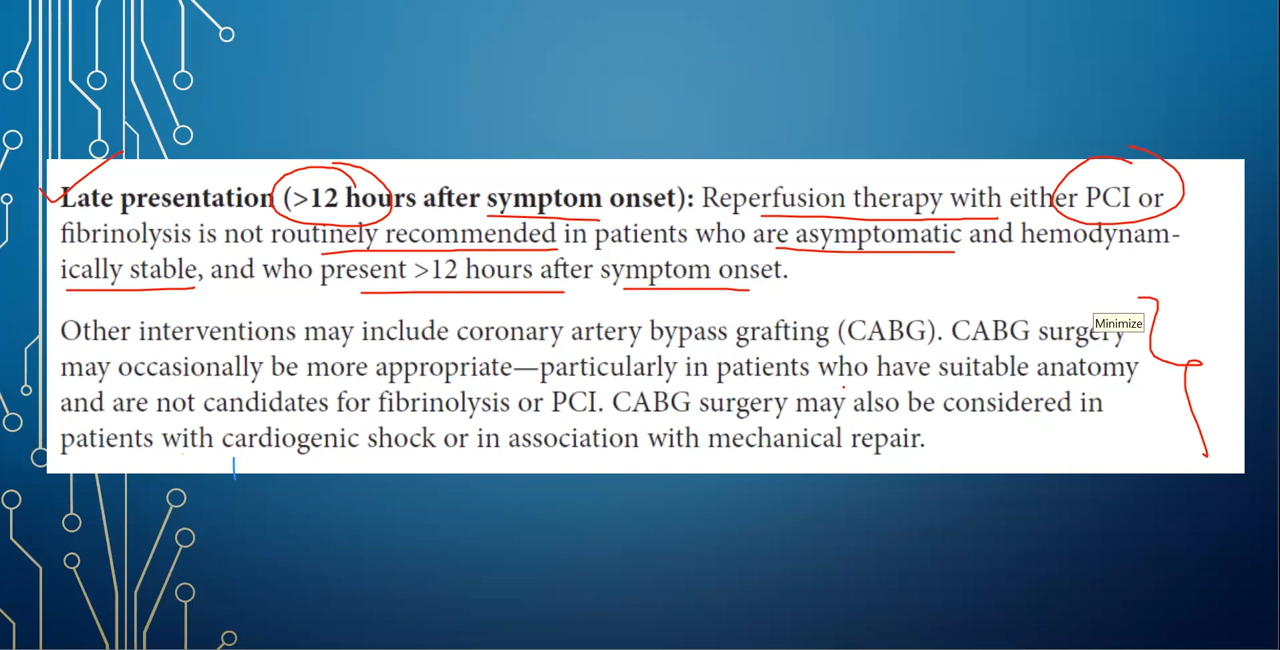 Late presentation (>12 hours after symptom onset): Reperfusion therapy with either PCI or
fibrinolysis is not routinely recommended in patients who are asymptomatic and hemodynam-
ically stable, and who present >12 hours after symptom onset.
Other interventions may include coronary artery bypass grafting (CABG). CABG surgery
Minimize
may occasionally be more appropriate—particularly in patients who have suitable anatomy
and are not candidates for fibrinolysis or PCI. CABG surgery may also be considered in
patients with cardiogenic shock or in association with mechanical repair.